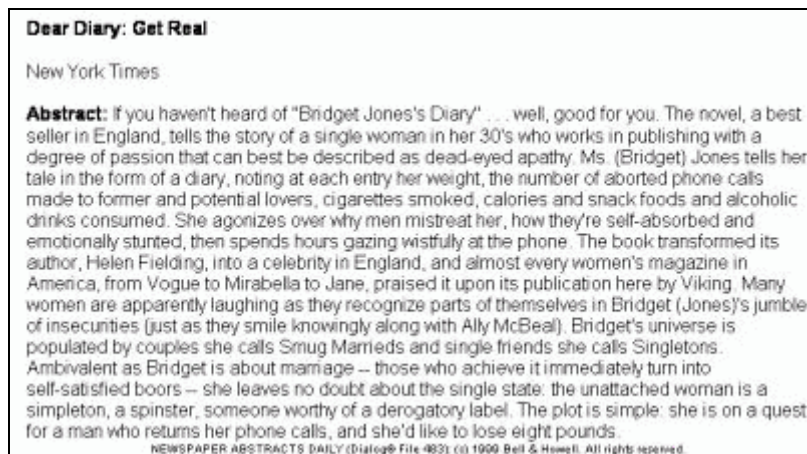 Dear Diary: Get Real
New York Times
Abstract: If you haven't heard of "Bridget Jones's Diary" . . . well, good for you. The novel, a best
seller in England, tells the story of a single woman in her 30's who works in publishing with a
degree of passion that can best be described as dead-eyed apathy. Ms. (Bridget) Jones tells her
tale in the form of a diary, noting at each entry her weight, the number of aborted phone calls
made to former and potential lovers, cigarettes smoked, calories and snack foods and alcoholic
drinks consumed. She agonizes over why men mistreat her, how they're self-absorbed and
emotionally stunted, then spends hours gazing wistfully at the phone. The book transformed its
author, Helen Fielding, into a celebrity in England, and almost every women's magazine in
America, from Vogue to Mirabella to Jane, praised it upon its publication here by Viking. Many
women are apparently laughing as they recognize parts of themselves in Bridget (Jones)'s jumble
of insecurities (just as they smile knowingly along with Ally McBeal). Bridget's universe is
populated by couples she calls Smug Marrieds and single friends she calls Singletons.
Ambivalent as Bridget is about marriage -- those who achieve it immediately turn into
self-satisfied boors -- she leaves no doubt about the single state: the unattached woman is a
simpleton, a spinster, someone worthy of a derogatory label. The plot is simple: she is on a quest
for a man who returns her phone calls, and she'd like to lose eight pounds.
NEWSPAPER ABSTRACTS DAILY (Dialog® File 483): (c) 1999 Bell & Howell. All rights reserved.